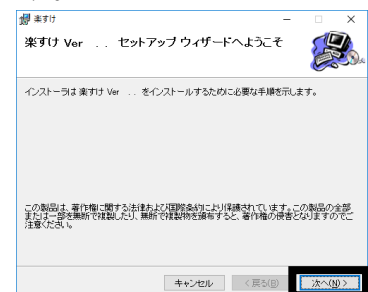 楽すけ
楽すけ Ver . . セットアップ ウィザードへようこそ
インストーラは 楽すけ Ver . . をインストールするために必要な手順を示します。
この製品は、著作権に関する法律および国際条約により保護されています。この製品の全部
または一部を無断で複製したり、無断で複製物を頒布すると、著作権の侵害となりますのでご
注意ください。
キャンセル < 戻る(B) 次へ(N) >